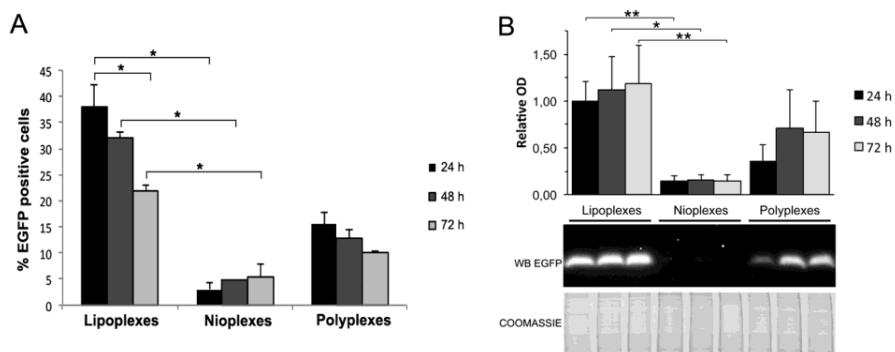 A
% EGFP positive cells
45
40
35
30
25
20
15
10
5
0
*
*
*
*
Lipoplexes
Nioplexes
Polyplexes
24 h
48 h
72 h
B
Relative OD
1,50
1,00
0,50
0,00
**
*
**
24 h
48 h
72 h
Lipoplexes
Nioplexes
Polyplexes
WB EGFP
COOMASSIE